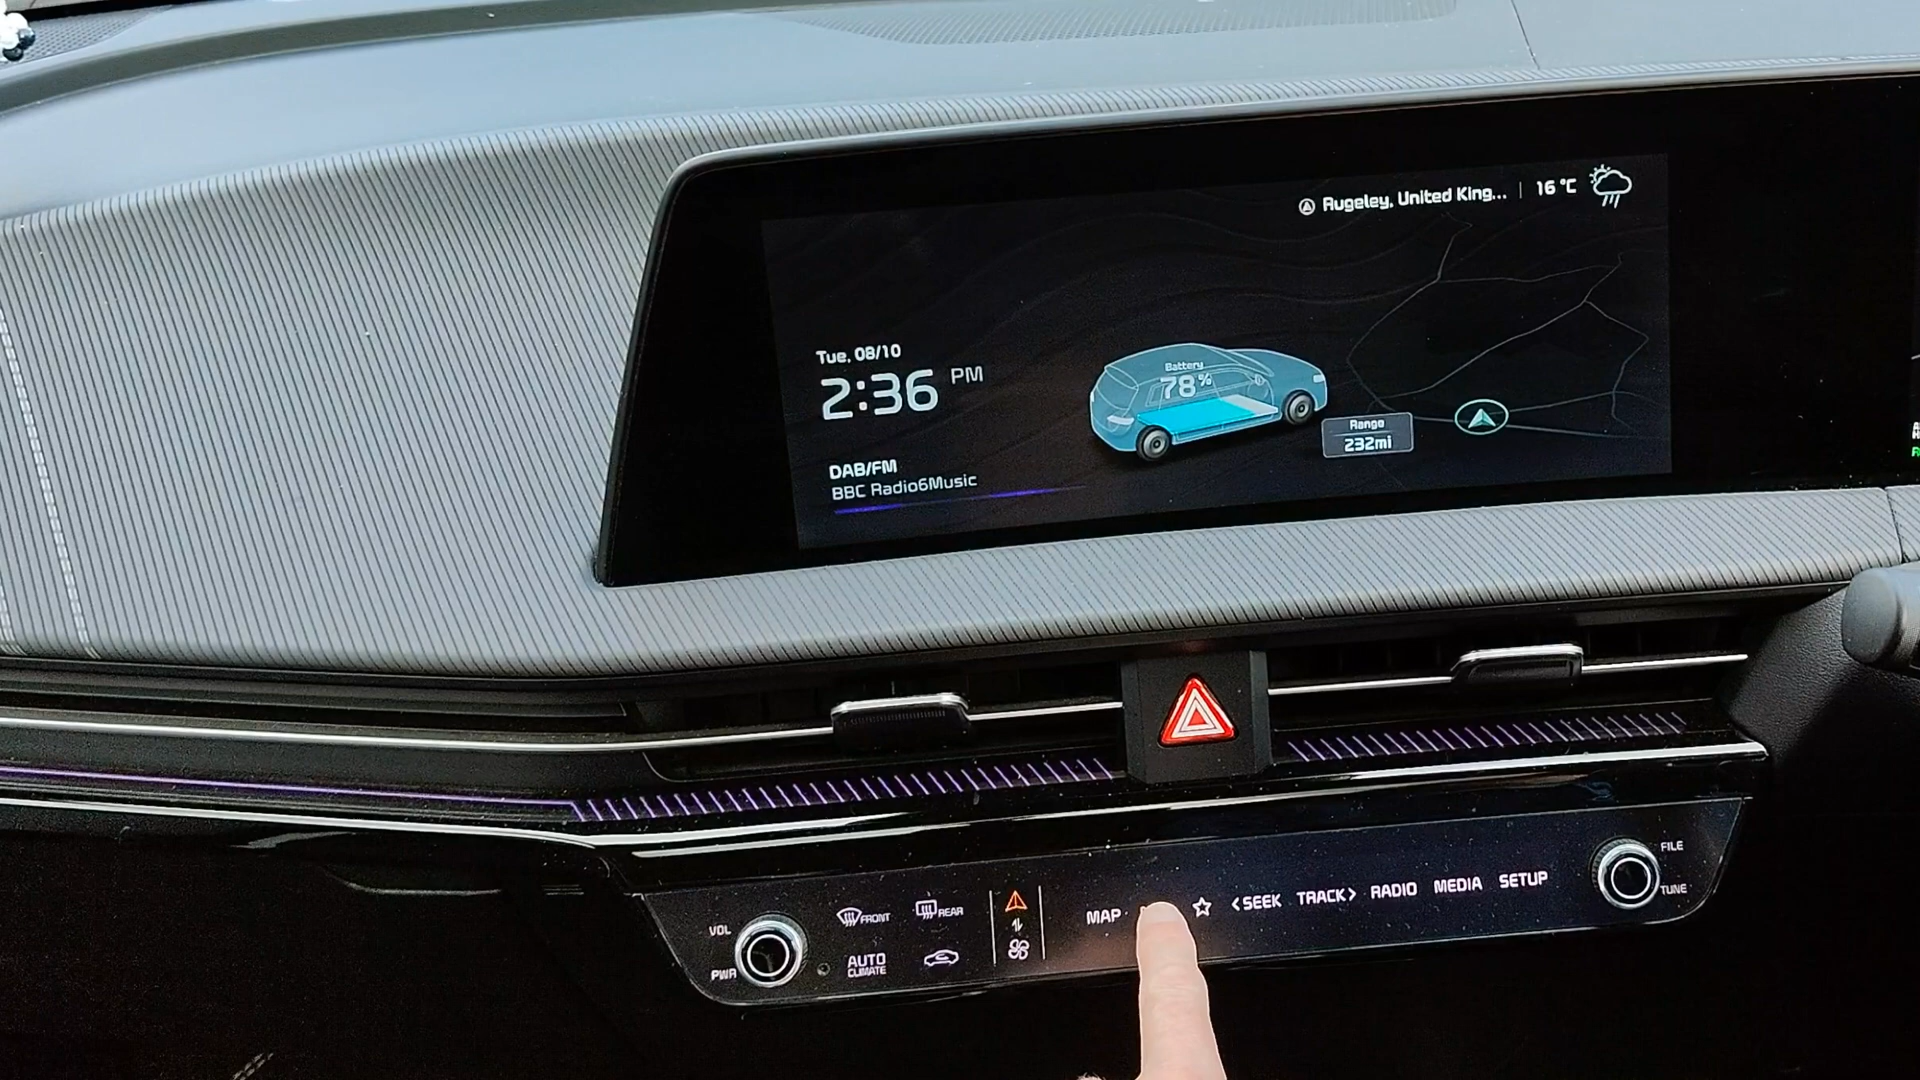 Rugeley, United King... | 16 °C
Tue, 08/10
2:36 PM
Battery
78%
Range
232mi
DAB/FM
BBC Radio6Music
VOL
PWR
FRONT
REAR
AUTO
CLIMATE
MAP
<SEEK
TRACK>
RADIO
MEDIA
SETUP
FILE
TUNE